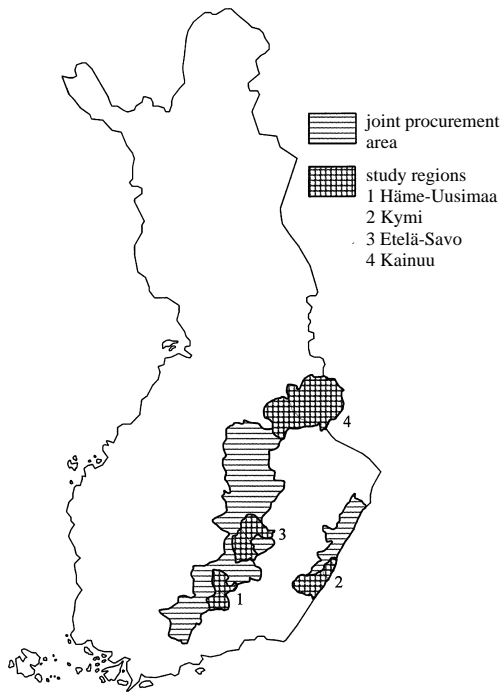 joint procurement
area
study regions
1 Häme-Uusimaa
2 Kymi
3 Etelä-Savo
4 Kainuu
4
3
2
1